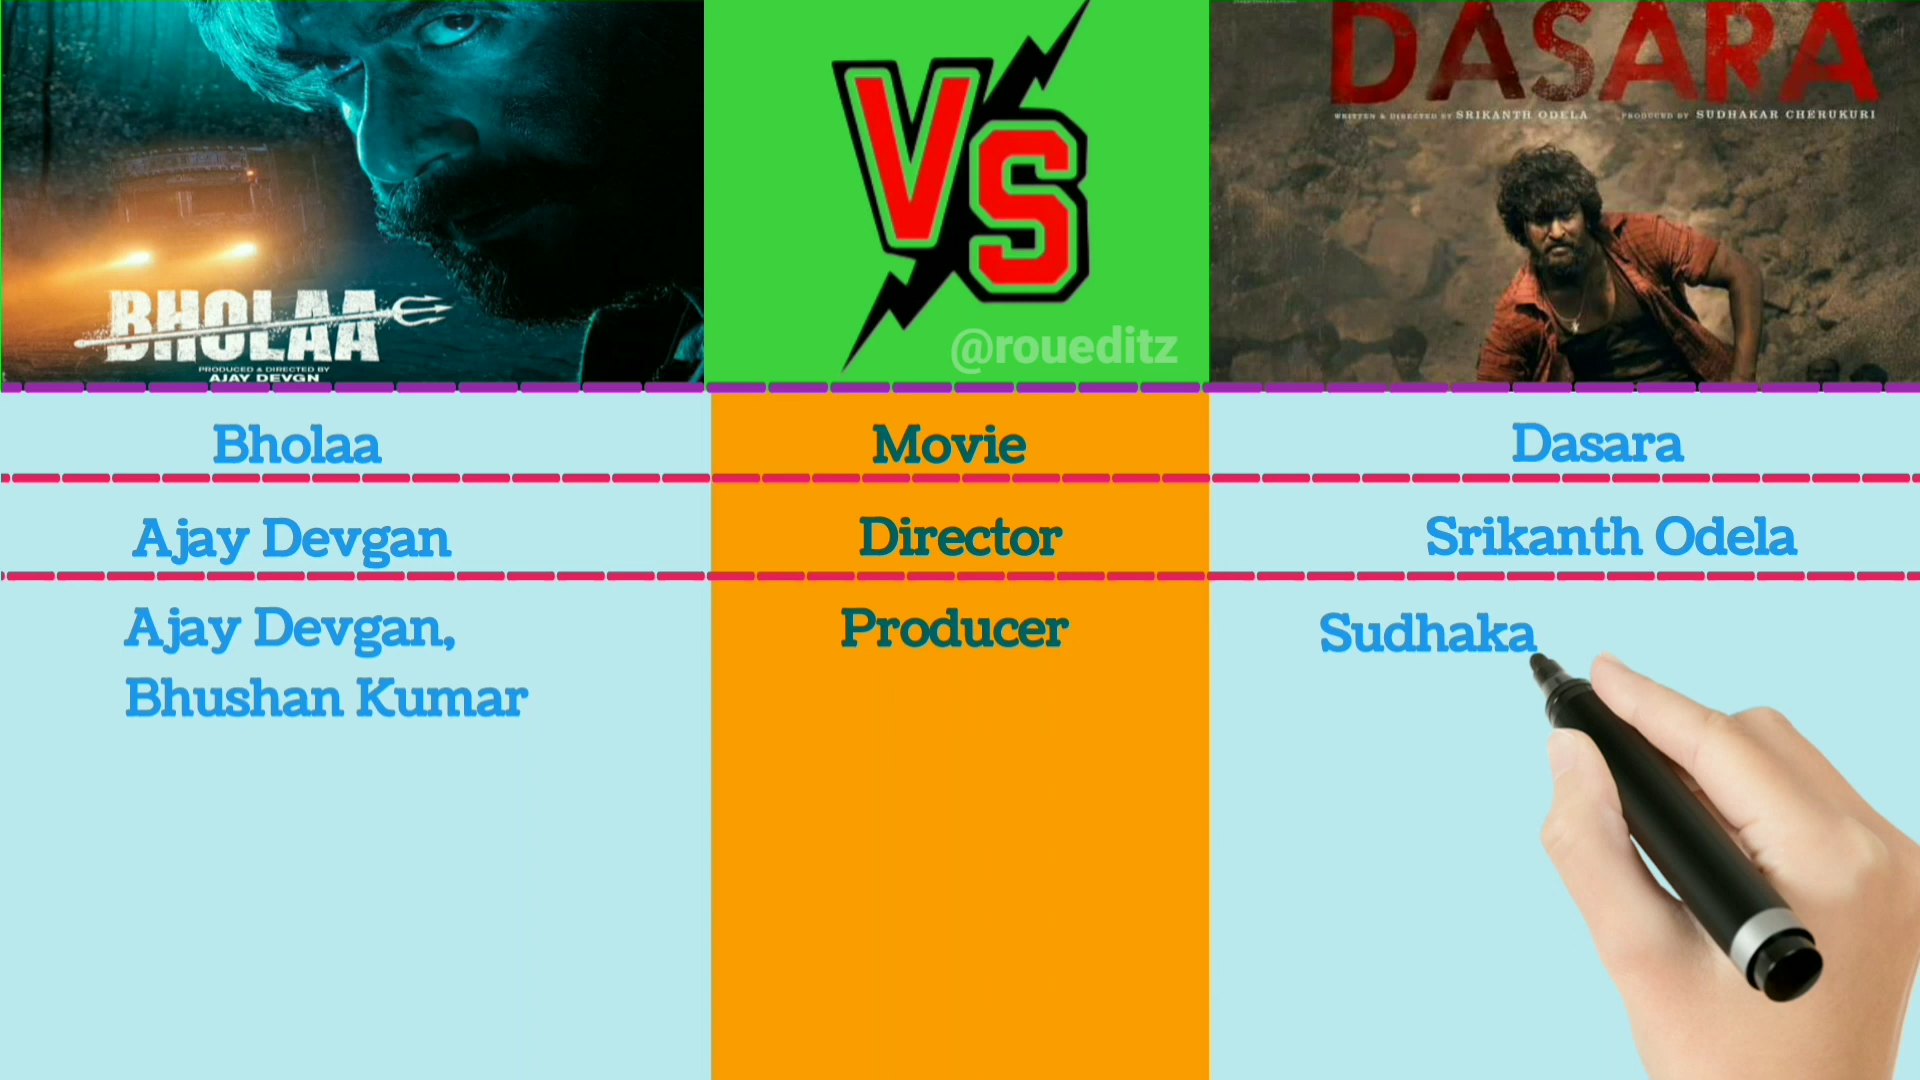 BHOLAA
PRODUCED & DIRECTED BY
AJAY DEVGN
VS
@roueditz
DASARA
WRITTEN & DIRECTED BY SRIKANTH ODELA PRODUCED BY SUDHAKAR CHERUKURI
Bholaa Movie Dasara
Ajay Devgan Director Srikanth Odela
Ajay Devgan, Producer Sudhaka
Bhushan Kumar